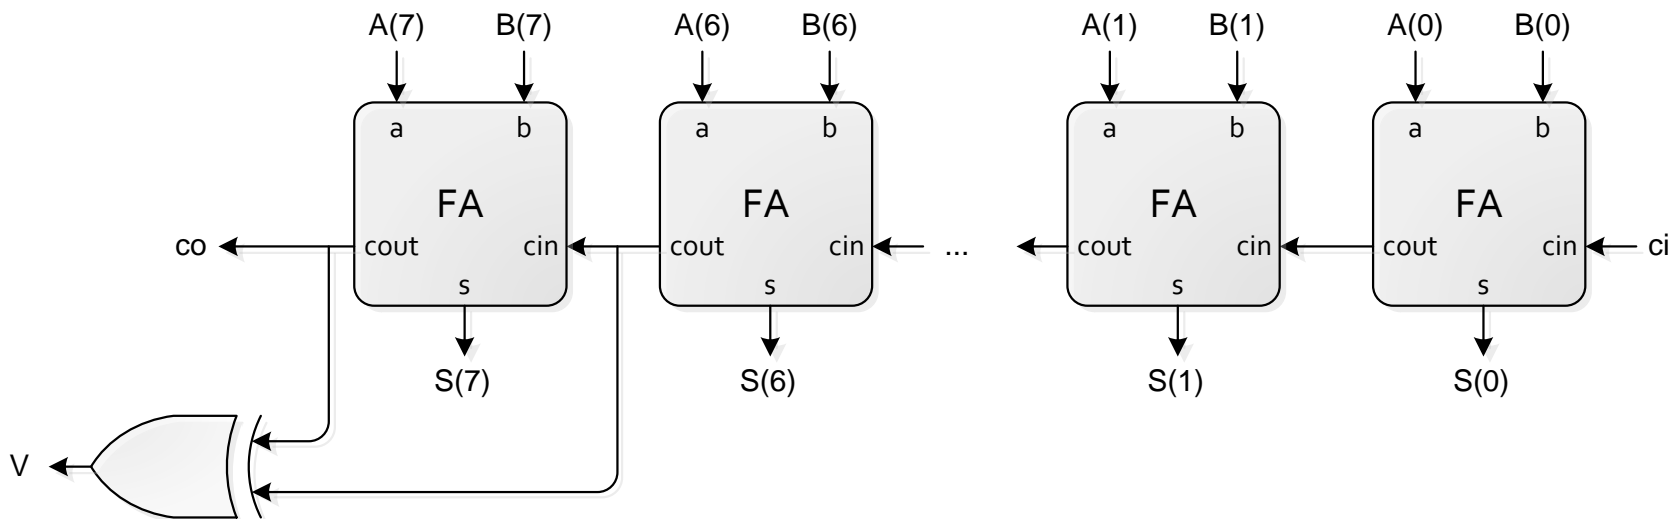 A(7) B(7) A(6) B(6) A(1) B(1) A(0) B(0)
a b a b a b a b
FA FA FA FA
co cout cin cout cin ... cout cin cout cin ci
s s s s
S(7) S(6) S(1) S(0)
V